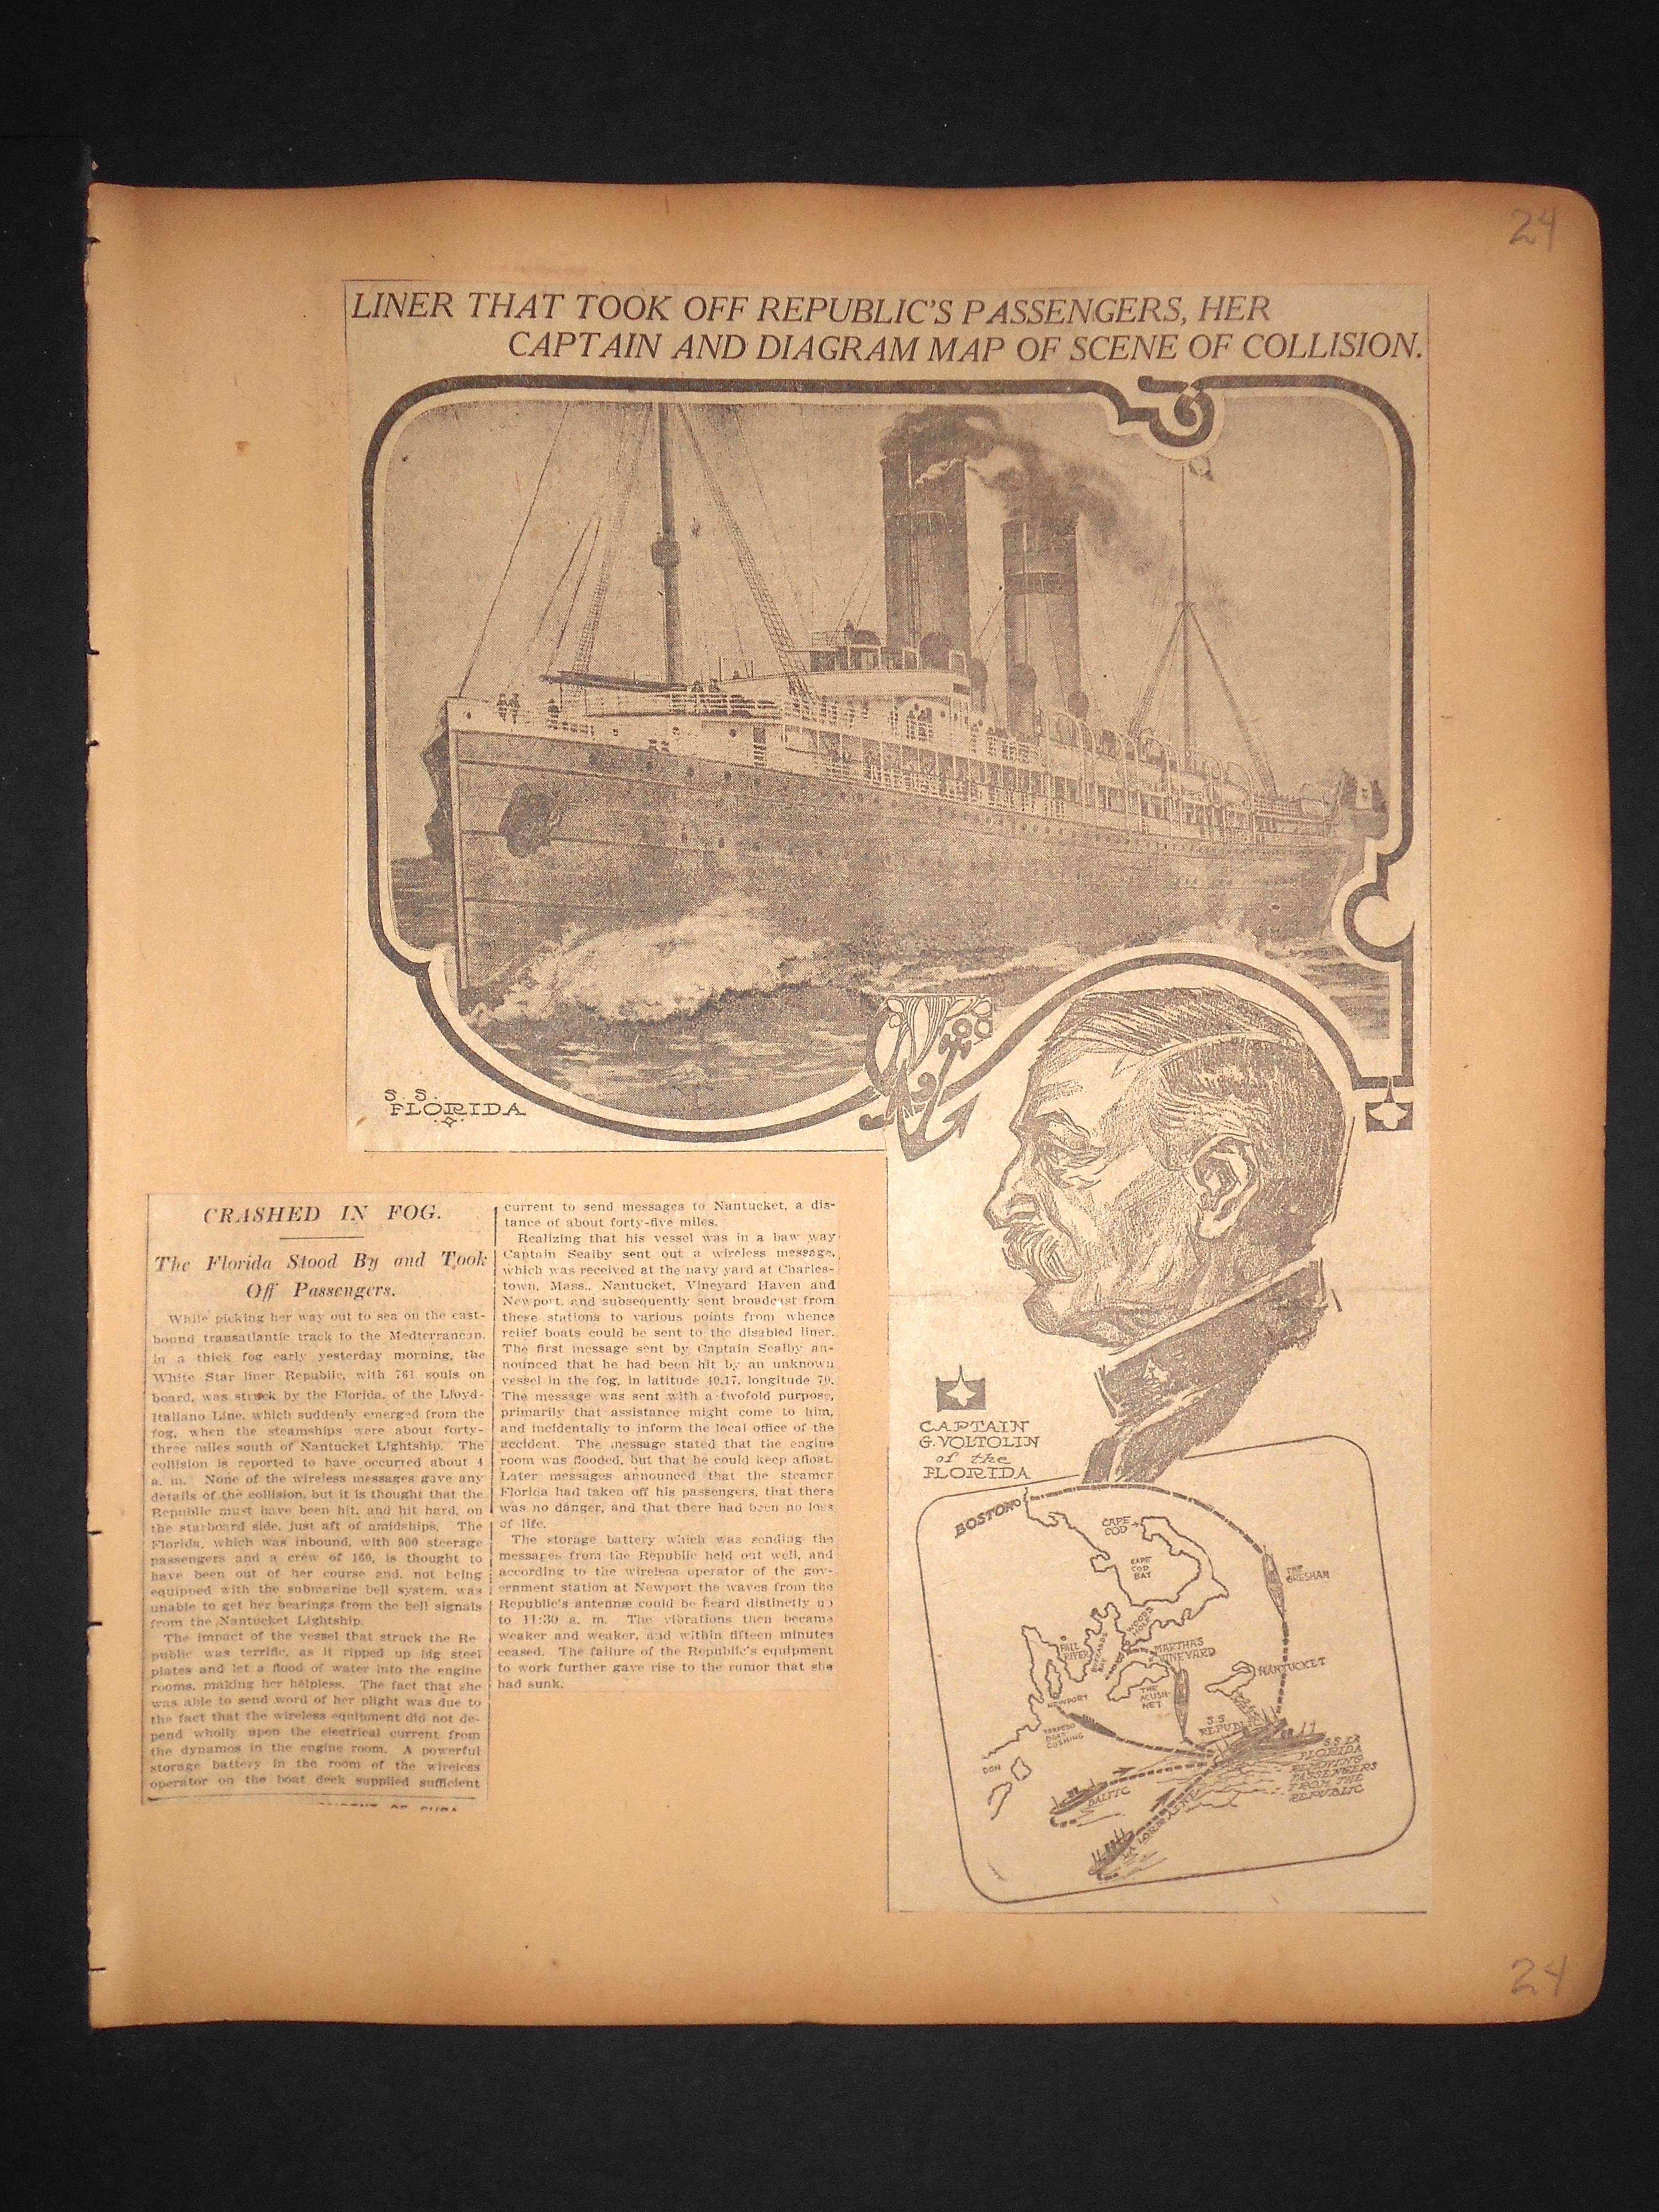 24
LINER THAT TOOK OFF REPUBLIC'S PASSENGERS, HER
CAPTAIN AND DIAGRAM MAP OF SCENE OF COLLISION.
S. S.
FLORIDA
CRASHED IN FOG.
The Florida Stood By and Took
Off Passengers.
While picking her way out to sea on the east-
bound transatlantic track to the Mediterranean,
in a thick fog early yesterday morning, the
White Star liner Republic, with 761 souls on
board, was struck by the Florida, of the Lloyd-
Italiano Line, which suddenly emerged from the
fog, when the steamships were about forty-
three miles south of Nantucket Lightship. The
collision is reported to have occurred about 4
a. m. None of the wireless messages gave any
details of the collision, but it is thought that the
Republic must have been hit, and hit hard, on
the starboard side, just aft of amidships. The
Florida, which was inbound, with 900 steerage
passengers and a crew of 160, is thought to
have been out of her course and, not being
equipped with the submarine bell system, was
unable to get her bearings from the bell signals
from the Nantucket Lightship.
The impact of the vessel that struck the Re-
public was terrific, as it ripped up big steel
plates and let a flood of water into the engine
rooms, making her helpless. The fact that she
was able to send word of her plight was due to
the fact that the wireless equipment did not de-
pend wholly upon the electrical current from
the dynamos in the engine room. A powerful
storage battery in the room of the wireless
operator on the boat deck supplied sufficient
current to send messages to Nantucket, a dis-
tance of about forty-five miles.
Realizing that his vessel was in a baw way
Captain Sealby sent out a wireless message,
which was received at the navy yard at Charles-
town, Mass., Nantucket, Vineyard Haven and
Newport, and subsequently sent broadcast from
these stations to various points from whence
relief boats could be sent to the disabled liner.
The first message sent by Captain Sealby an-
nounced that he had been hit by an unknown
vessel in the fog, in latitude 40.17, longitude 70.
The message was sent with a twofold purpose,
primarily that assistance might come to him,
and incidentally to inform the local office of the
accident. The message stated that the engine
room was flooded, but that he could keep afloat.
Later messages announced that the steamer
Florida had taken off his passengers, that there
was no danger, and that there had been no loss
of life.
The storage battery which was sending the
messages from the Republic held out well, and
according to the wireless operator of the gov-
ernment station at Newport the waves from the
Republic's antennæ could be heard distinctly up
to 11:30 a. m. The vibrations then became
weaker and weaker, and within fifteen minutes
ceased. The failure of the Republic's equipment
to work further gave rise to the rumor that she
had sunk.
CAPTAIN
G. VOLTOLIN
of the
FLORIDA
BOSTON
CAPE
COD
CAPE
COD
BAY
THE
GRESHAM
WOODS
HOLE
FALL
RIVER
BUZZARDS
BAY
MARTHAS
VINEYARD
NANTUCKET
THE
ACUSH-
NET
NEWPORT
TORPEDO
BOAT
CUSHING
S.S.
REPUBLIC
FLORIDA
REMOVING
PASSENGERS
FROM THE
REPUBLIC
DON
BALTIC
LORRAINE
24